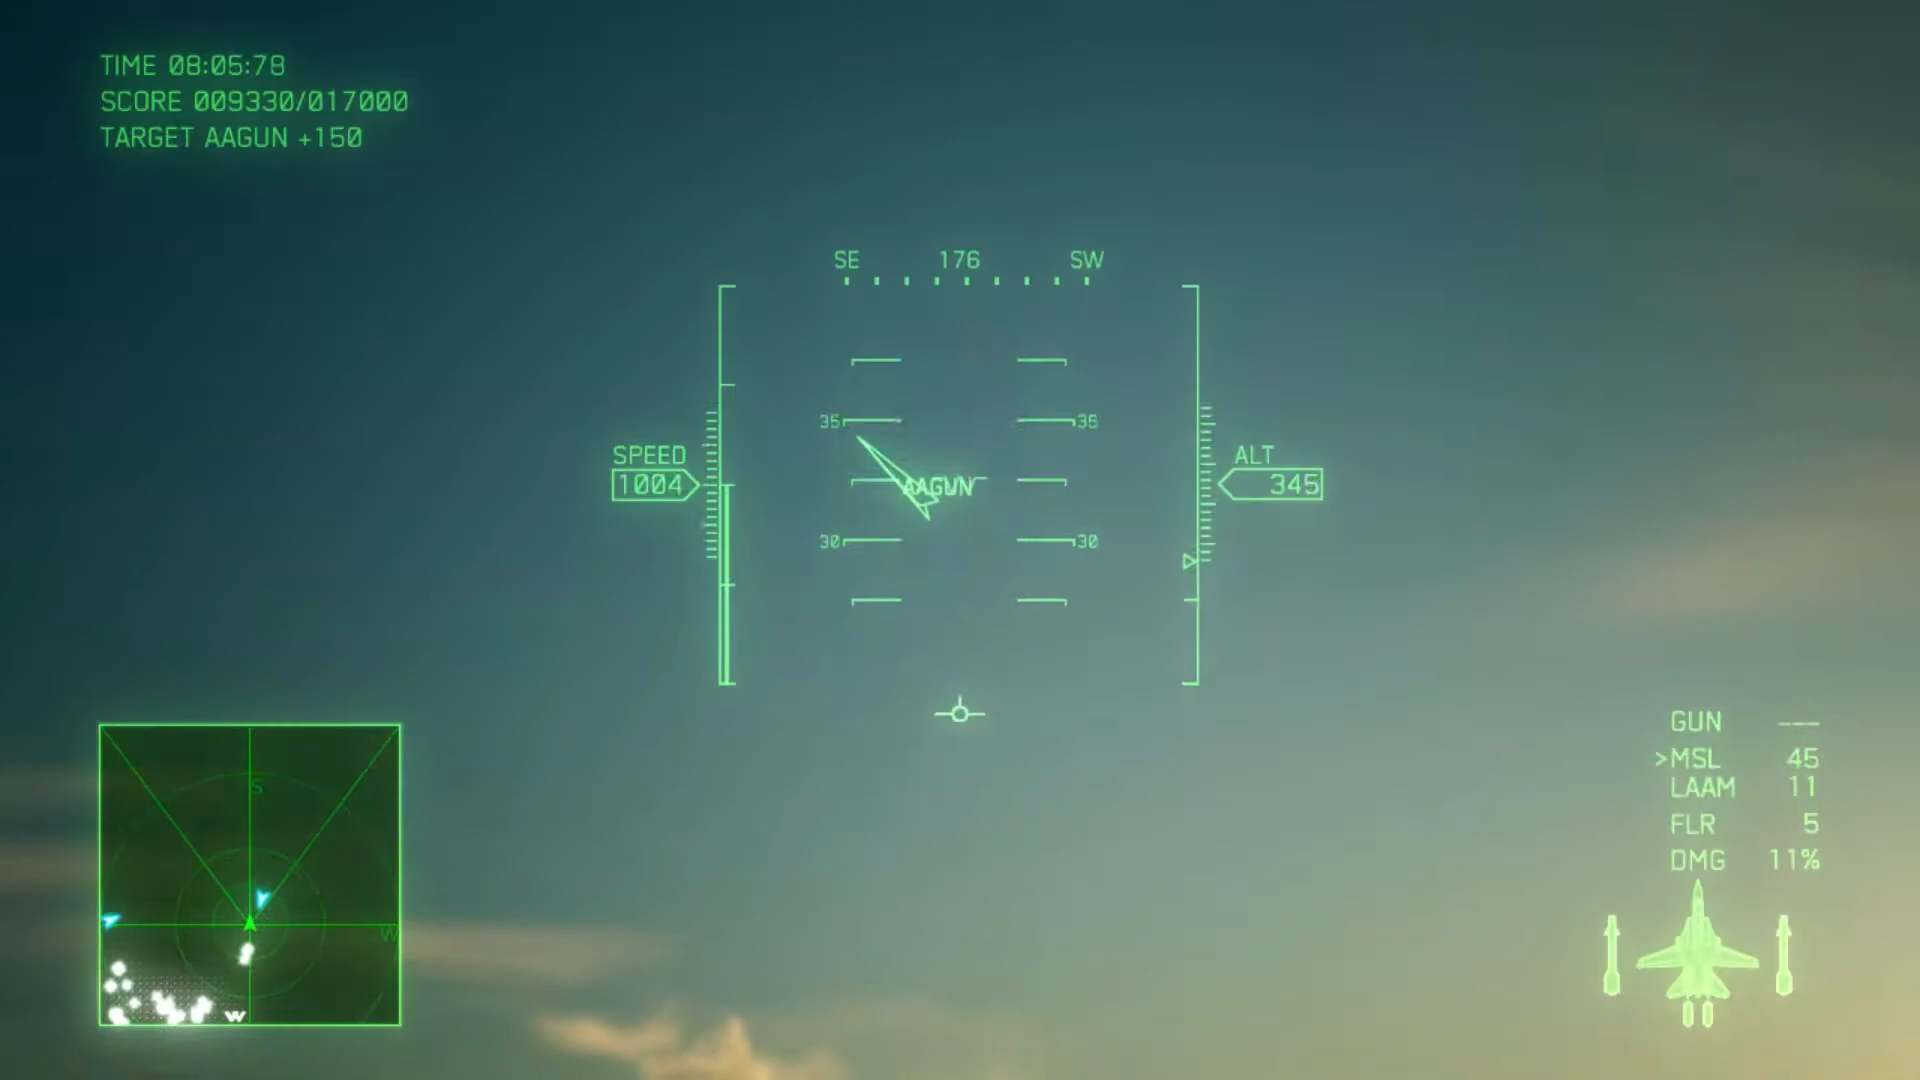 TIME 08:05:78
SCORE 009330/017000
TARGET AAGUN +150
SE 176 SW
35 35
SPEED ALT
1004 AAGUN 345
30 30
GUN ---
>MSL 45
LAAM 11
FLR 5
DMG 11%
S
W
W